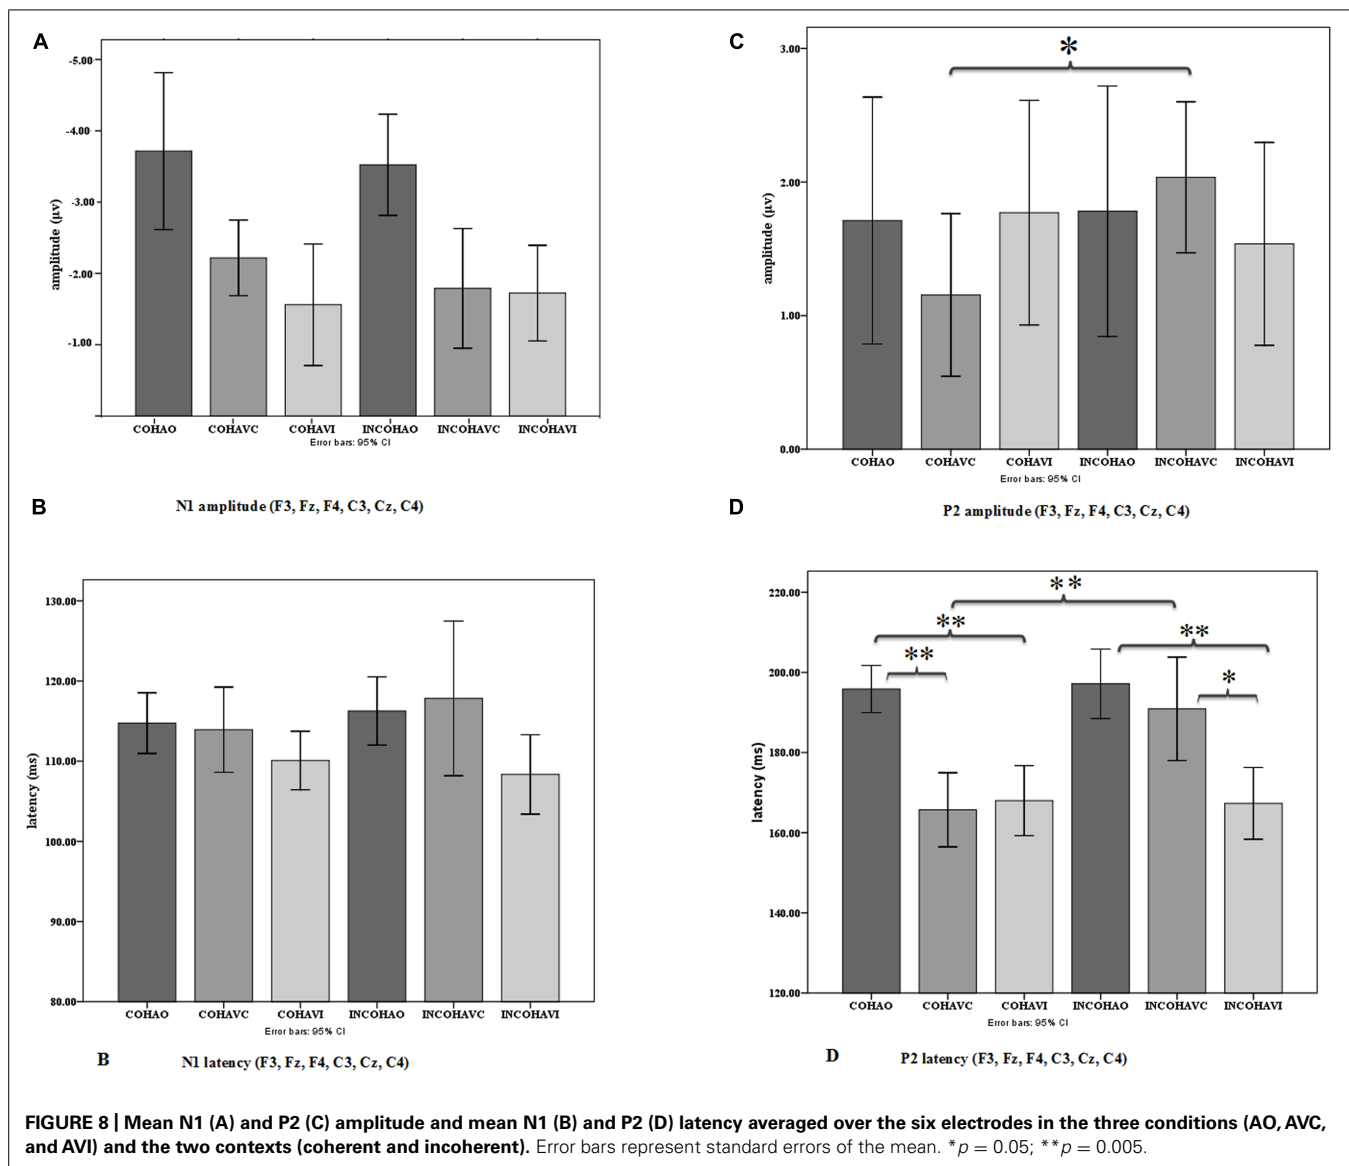 A
-5.00
-4.00
-3.00
-2.00
-1.00
amplitude (μv)
COHAO COHAVC COHAVI INCOHAO INCOHAVC INCOHAVI
Error bars: 95% CI
N1 amplitude (F3, Fz, F4, C3, Cz, C4)
C
3.00
2.00
1.00
0.00
amplitude (μv)
*
COHAO COHAVC COHAVI INCOHAO INCOHAVC INCOHAVI
Error bars: 95% CI
P2 amplitude (F3, Fz, F4, C3, Cz, C4)
B
130.00
120.00
110.00
100.00
90.00
80.00
latency (ms)
COHAO COHAVC COHAVI INCOHAO INCOHAVC INCOHAVI
Error bars: 95% CI
B N1 latency (F3, Fz, F4, C3, Cz, C4)
D
220.00
200.00
180.00
160.00
140.00
120.00
latency (ms)
**
**
**
**
*
COHAO COHAVC COHAVI INCOHAO INCOHAVC INCOHAVI
Error bars: 95% CI
D P2 latency (F3, Fz, F4, C3, Cz, C4)
FIGURE 8 | Mean N1 (A) and P2 (C) amplitude and mean N1 (B) and P2 (D) latency averaged over the six electrodes in the three conditions (AO, AVC,
and AVI) and the two contexts (coherent and incoherent). Error bars represent standard errors of the mean. *p = 0.05; **p = 0.005.